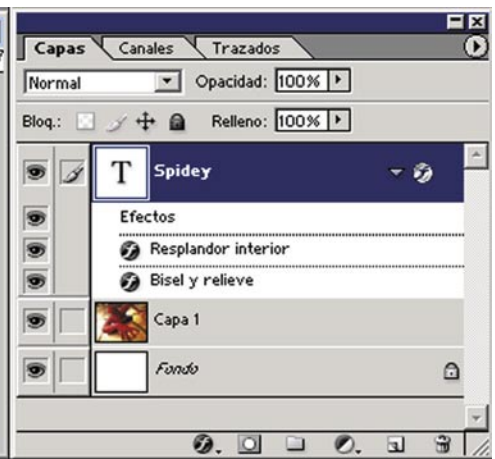 Capas Canales Trazados
Normal Opacidad: 100%
Bloq.: Relleno: 100%
T Spidey
Efectos
Resplandor interior
Bisel y relieve
Capa 1
Fondo